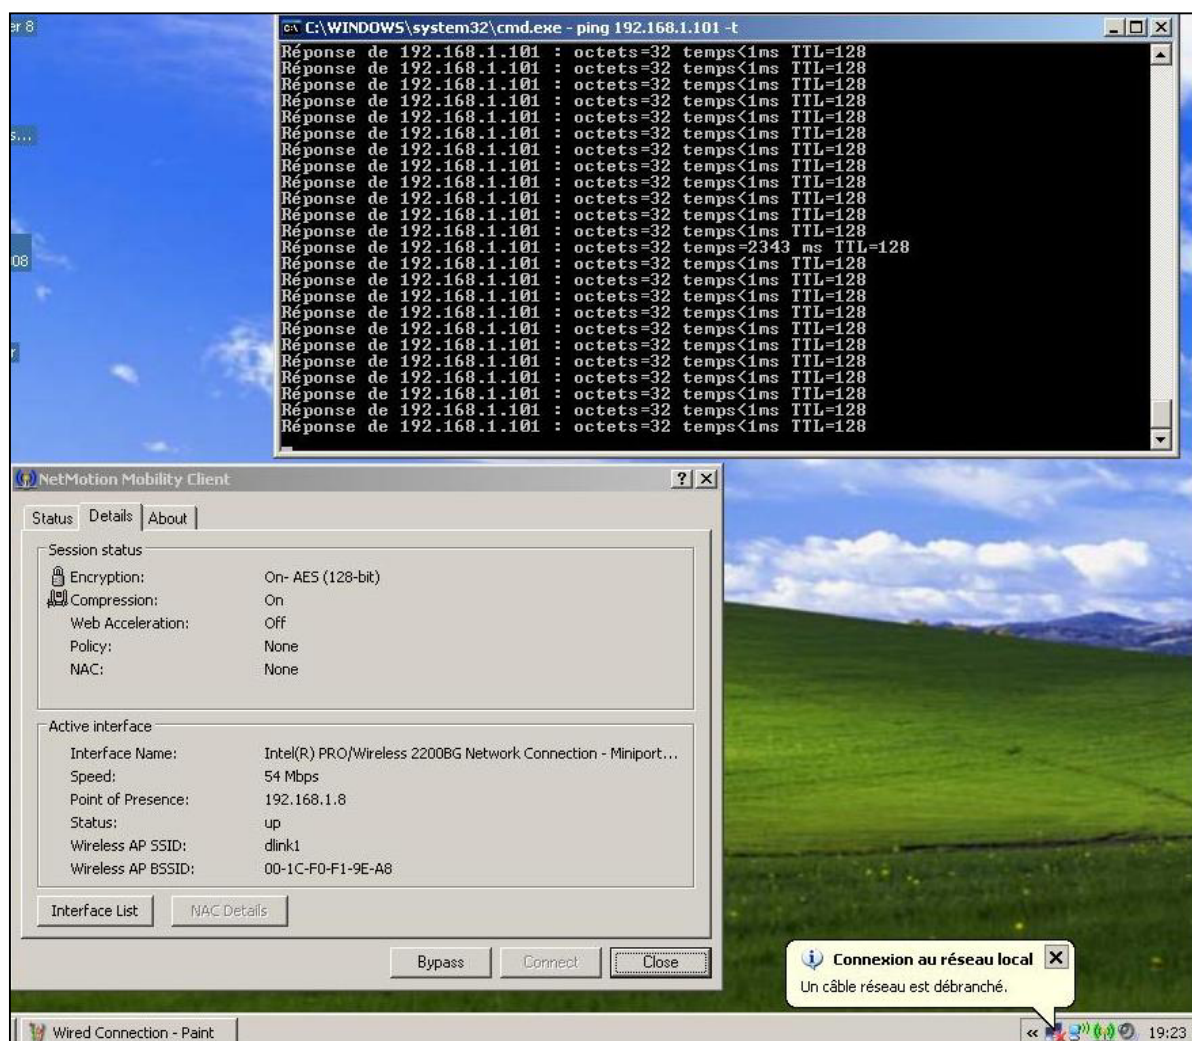 er 8
C:\WINDOWS\system32\cmd.exe - ping 192.168.1.101 -t
Réponse de 192.168.1.101 : octets=32 temps<1ms TTL=128
Réponse de 192.168.1.101 : octets=32 temps<1ms TTL=128
Réponse de 192.168.1.101 : octets=32 temps<1ms TTL=128
Réponse de 192.168.1.101 : octets=32 temps<1ms TTL=128
Réponse de 192.168.1.101 : octets=32 temps<1ms TTL=128
Réponse de 192.168.1.101 : octets=32 temps<1ms TTL=128
Réponse de 192.168.1.101 : octets=32 temps<1ms TTL=128
Réponse de 192.168.1.101 : octets=32 temps<1ms TTL=128
Réponse de 192.168.1.101 : octets=32 temps<1ms TTL=128
Réponse de 192.168.1.101 : octets=32 temps<1ms TTL=128
Réponse de 192.168.1.101 : octets=32 temps<1ms TTL=128
Réponse de 192.168.1.101 : octets=32 temps<1ms TTL=128
Réponse de 192.168.1.101 : octets=32 temps=2343 ms TTL=128
Réponse de 192.168.1.101 : octets=32 temps<1ms TTL=128
Réponse de 192.168.1.101 : octets=32 temps<1ms TTL=128
Réponse de 192.168.1.101 : octets=32 temps<1ms TTL=128
Réponse de 192.168.1.101 : octets=32 temps<1ms TTL=128
Réponse de 192.168.1.101 : octets=32 temps<1ms TTL=128
Réponse de 192.168.1.101 : octets=32 temps<1ms TTL=128
Réponse de 192.168.1.101 : octets=32 temps<1ms TTL=128
Réponse de 192.168.1.101 : octets=32 temps<1ms TTL=128
Réponse de 192.168.1.101 : octets=32 temps<1ms TTL=128
Réponse de 192.168.1.101 : octets=32 temps<1ms TTL=128
Réponse de 192.168.1.101 : octets=32 temps<1ms TTL=128
s...
08
r
NetMotion Mobility Client
Status Details About
Session status
Encryption: On- AES (128-bit)
Compression: On
Web Acceleration: Off
Policy: None
NAC: None
Active interface
Interface Name: Intel(R) PRO/Wireless 2200BG Network Connection - Miniport...
Speed: 54 Mbps
Point of Presence: 192.168.1.8
Status: up
Wireless AP SSID: dlink1
Wireless AP BSSID: 00-1C-F0-F1-9E-A8
Interface List NAC Details
Bypass Connect Close
Connexion au réseau local
Un câble réseau est débranché.
Wired Connection - Paint
« 19:23